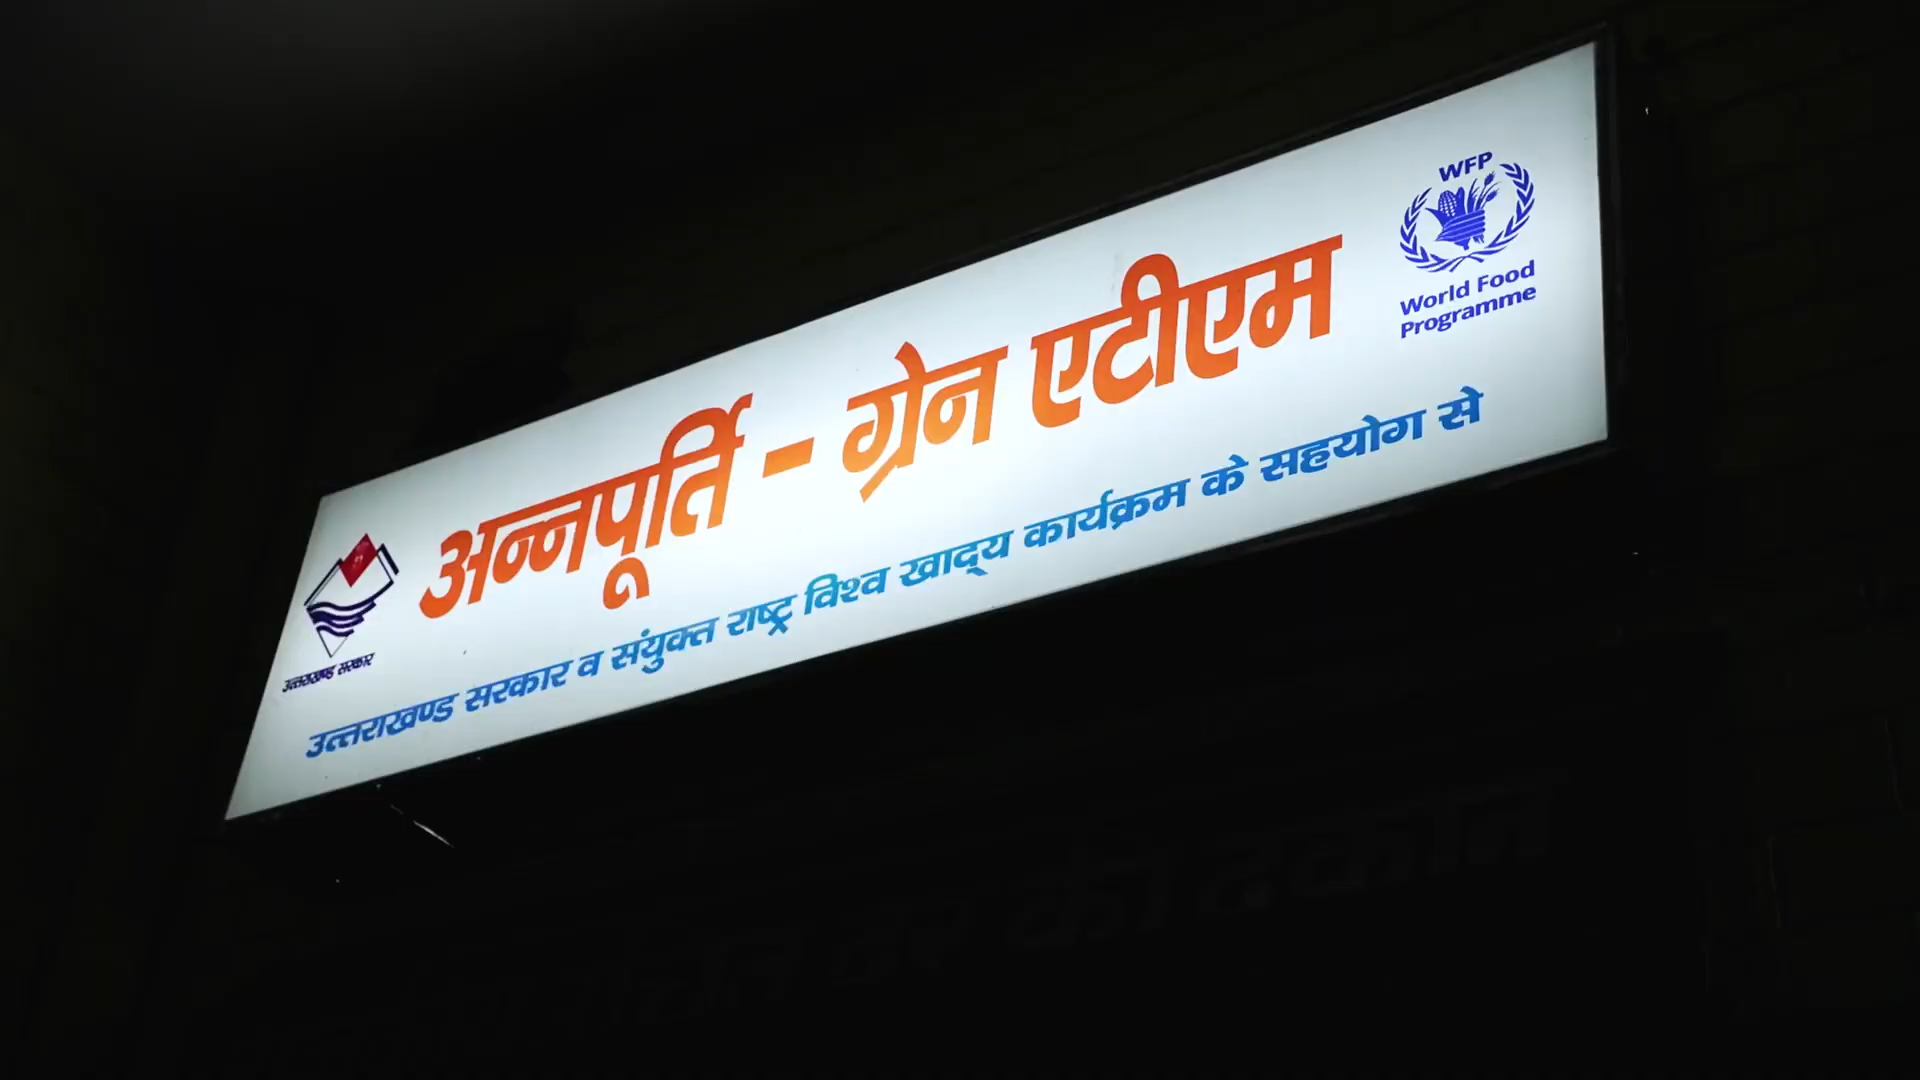 अन्नपूर्ति - ग्रेन एटीएम
उत्तराखण्ड सरकार व संयुक्त राष्ट्र विश्व खाद्य कार्यक्रम के सहयोग से
उत्तराखण्ड सरकार
WFP
World Food
Programme